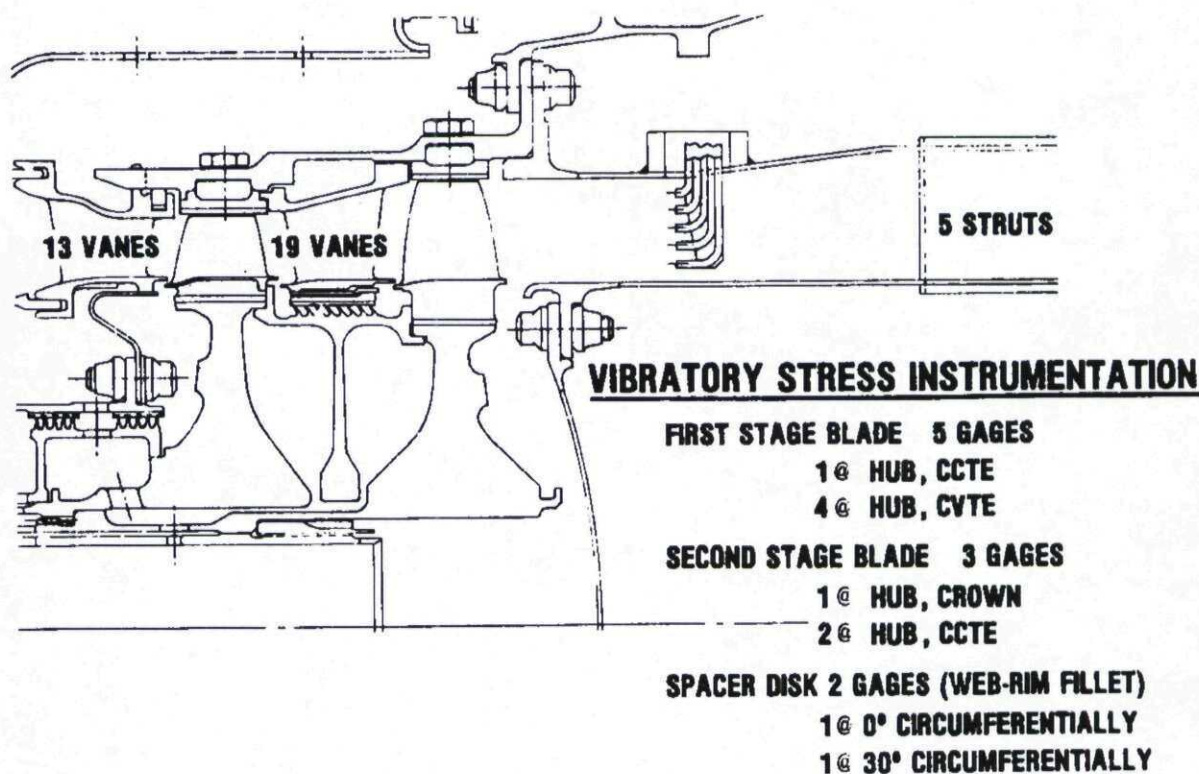 13 VANES
19 VANES
5 STRUTS
VIBRATORY STRESS INSTRUMENTATION
FIRST STAGE BLADE 5 GAGES
1@ HUB, CCTE
4@ HUB, CVTE
SECOND STAGE BLADE 3 GAGES
1@ HUB, CROWN
2@ HUB, CCTE
SPACER DISK 2 GAGES (WEB-RIM FILLET)
1@ 0° CIRCUMFERENTIALLY
1@ 30° CIRCUMFERENTIALLY